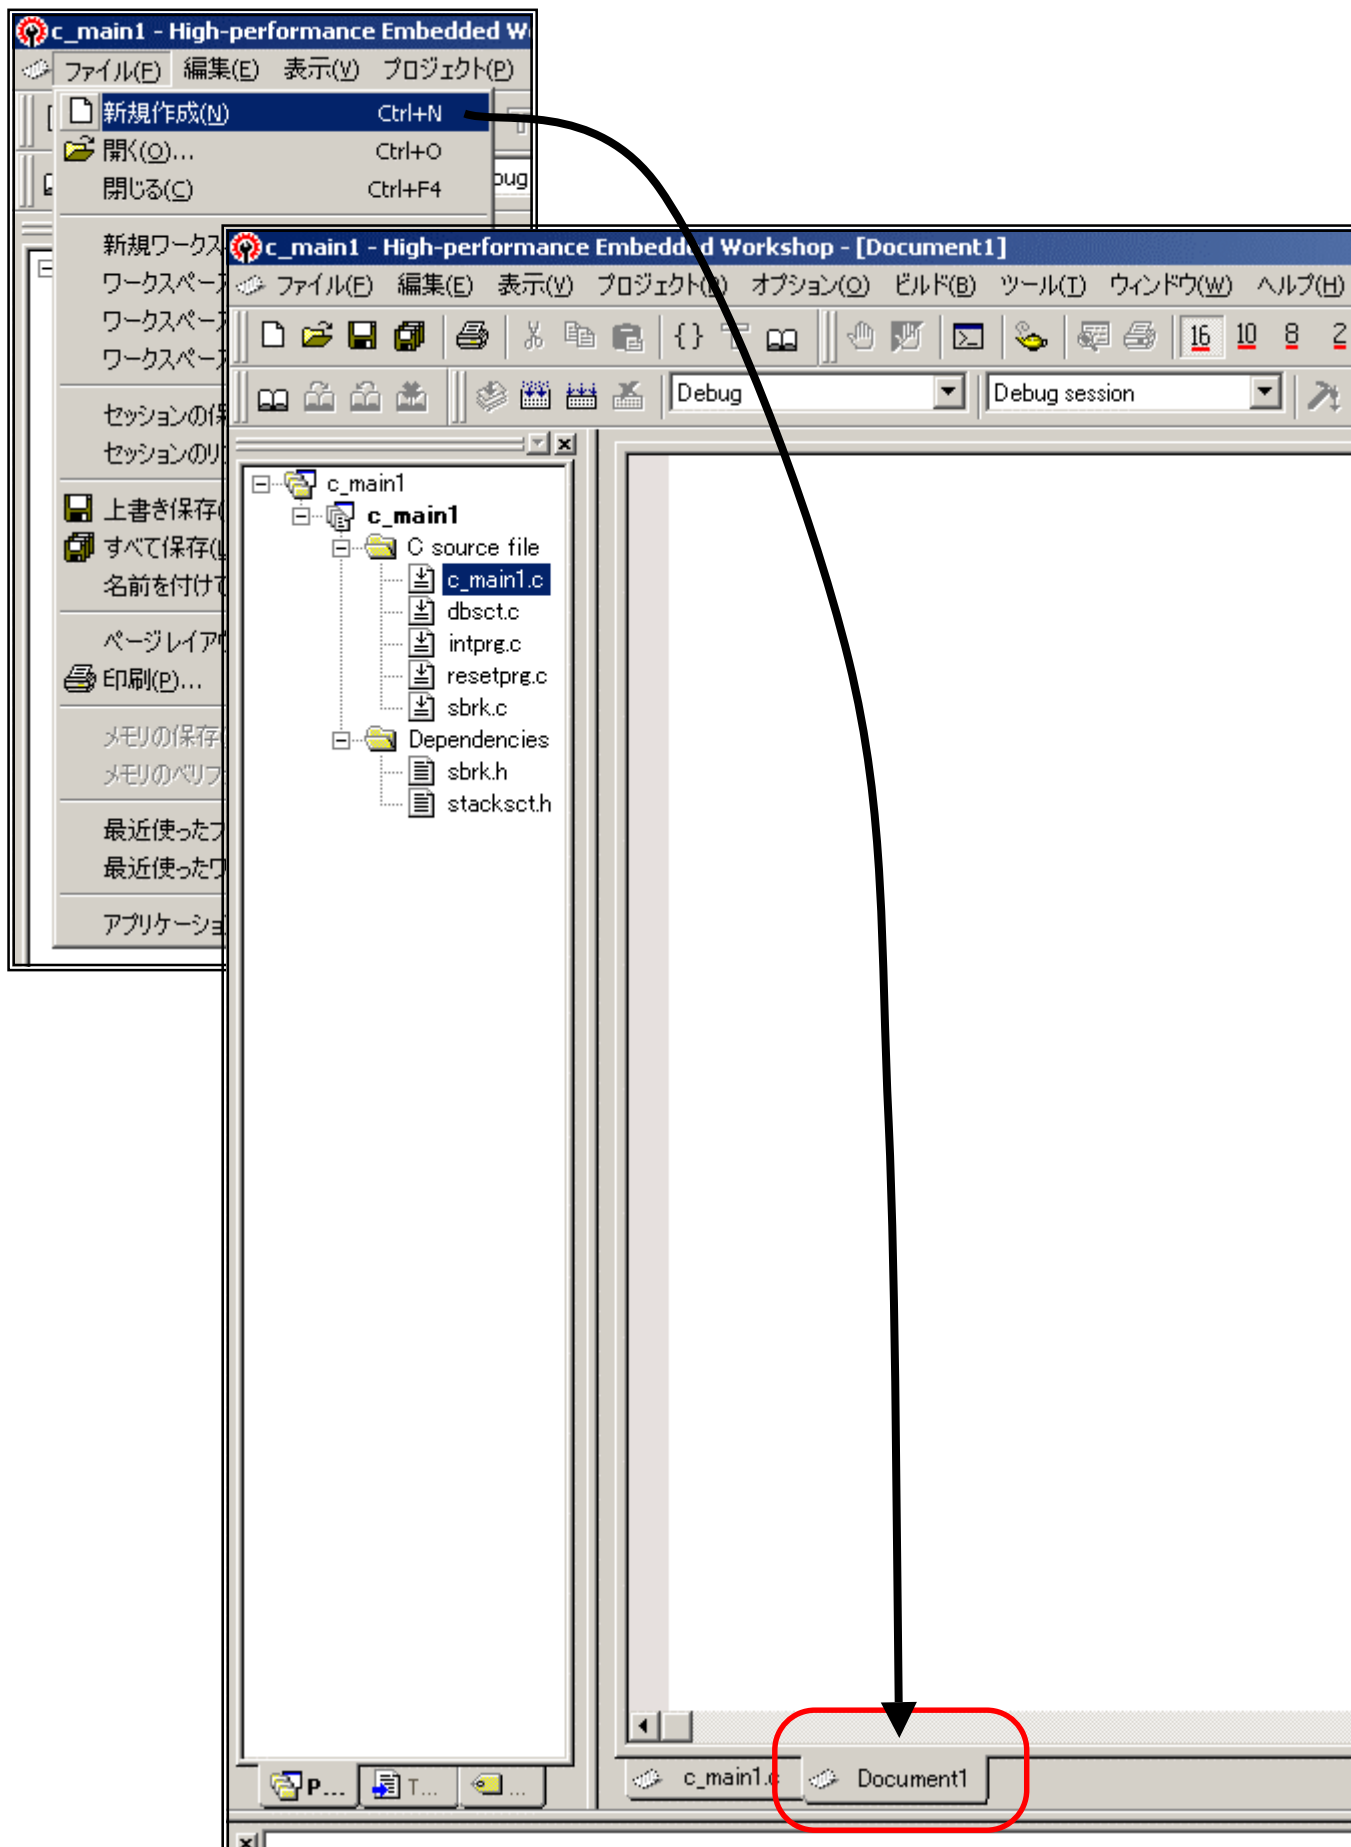 c_main1 - High-performance Embedded W
ファイル(F) 編集(E) 表示(V) プロジェクト(P)
新規作成(N) Ctrl+N
開く(O)... Ctrl+O
閉じる(C) Ctrl+F4
新規ワークス
ワークスペース
ワークスペース
ワークスペース
セッションの保
セッションのリ
上書き保存(
すべて保存(L
名前を付けて
ページレイアウ
印刷(P)...
メモリの保存
メモリのベリフ
最近使ったフ
最近使ったワ
アプリケーショ
c_main1 - High-performance Embedded Workshop - [Document1]
ファイル(F) 編集(E) 表示(V) プロジェクト(P) オプション(O) ビルド(B) ツール(T) ウィンドウ(W) ヘルプ(H)
16 10 8 2
Debug Debug session
c_main1
c_main1
C source file
c_main1.c
dbsct.c
intprg.c
resetprg.c
sbrk.c
Dependencies
sbrk.h
stacksct.h
P... T... ...
c_main1.c Document1